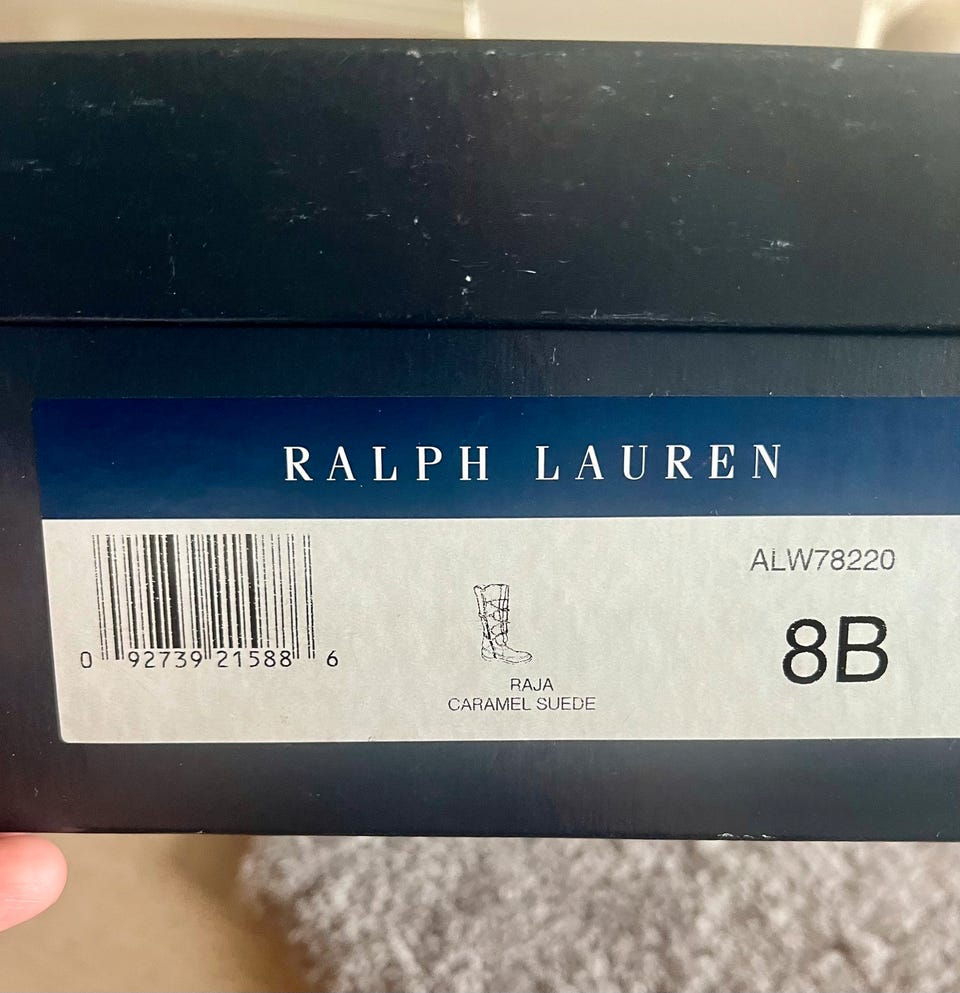 RALPH LAUREN
ALW78220
8B
0 92739 21588 6
RAJA
CARAMEL SUEDE